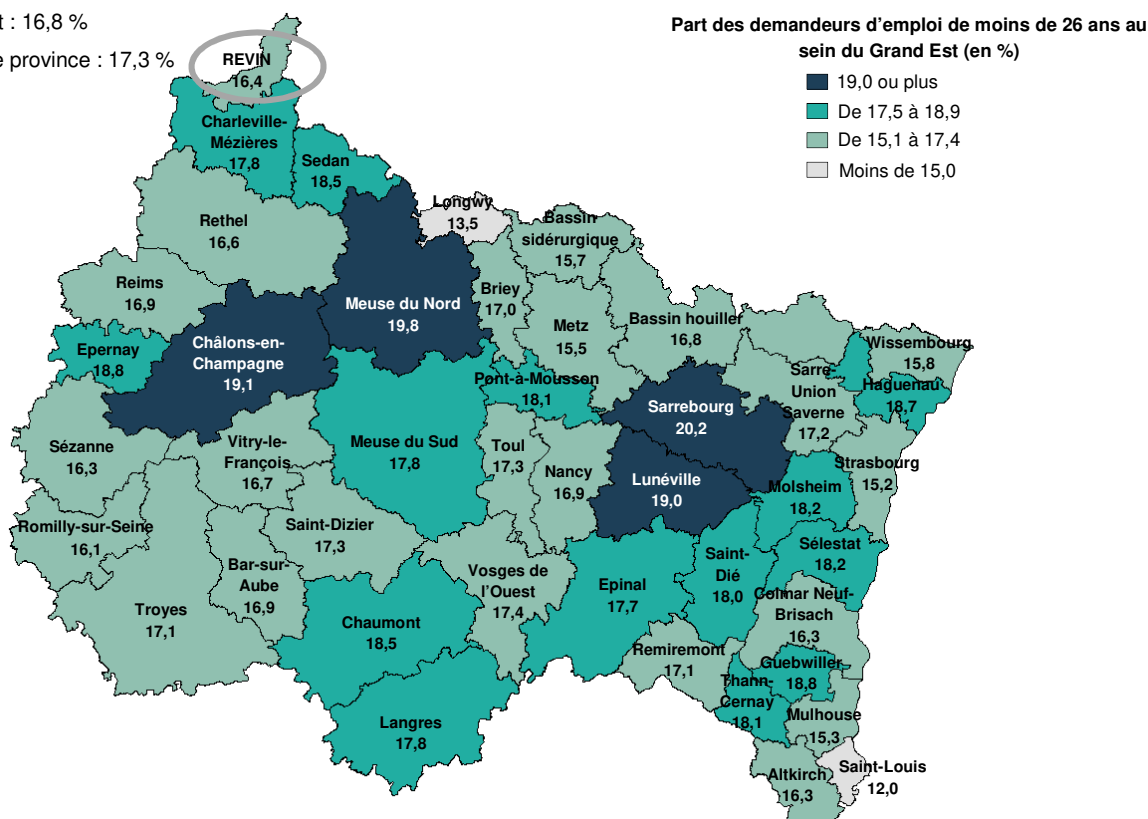 t : 16,8 %
e province : 17,3 %
Part des demandeurs d'emploi de moins de 26 ans au
sein du Grand Est (en %)
19,0 ou plus
De 17,5 à 18,9
De 15,1 à 17,4
Moins de 15,0
REVIN
16,4
Charleville-
Mézières
17,8
Sedan
18,5
Rethel
16,6
Longwy
13,5
Bassin
sidérurgique
15,7
Reims
16,9
Meuse du Nord
19,8
Briey
17,0
Metz
15,5
Bassin houiller
16,8
Wissembourg
15,8
Epernay
18,8
Châlons-en-
Champagne
19,1
Pont-à-Mousson
18,1
Sarre-
Union
Saverne
17,2
Haguenau
18,7
Sarrebourg
20,2
Sézanne
16,3
Vitry-le-
François
16,7
Meuse du Sud
17,8
Toul
17,3
Nancy
16,9
Lunéville
19,0
Strasbourg
15,2
Molsheim
18,2
Romilly-sur-Seine
16,1
Saint-Dizier
17,3
Sélestat
18,2
Bar-sur-
Aube
16,9
Vosges de
l'Ouest
17,4
Epinal
17,7
Saint-
Dié
18,0
Colmar Neuf-
Brisach
16,3
Troyes
17,1
Chaumont
18,5
Remiremont
17,1
Guebwiller
18,8
Thann-
Cernay
18,1
Langres
17,8
Mulhouse
15,3
Altkirch
16,3
Saint-Louis
12,0